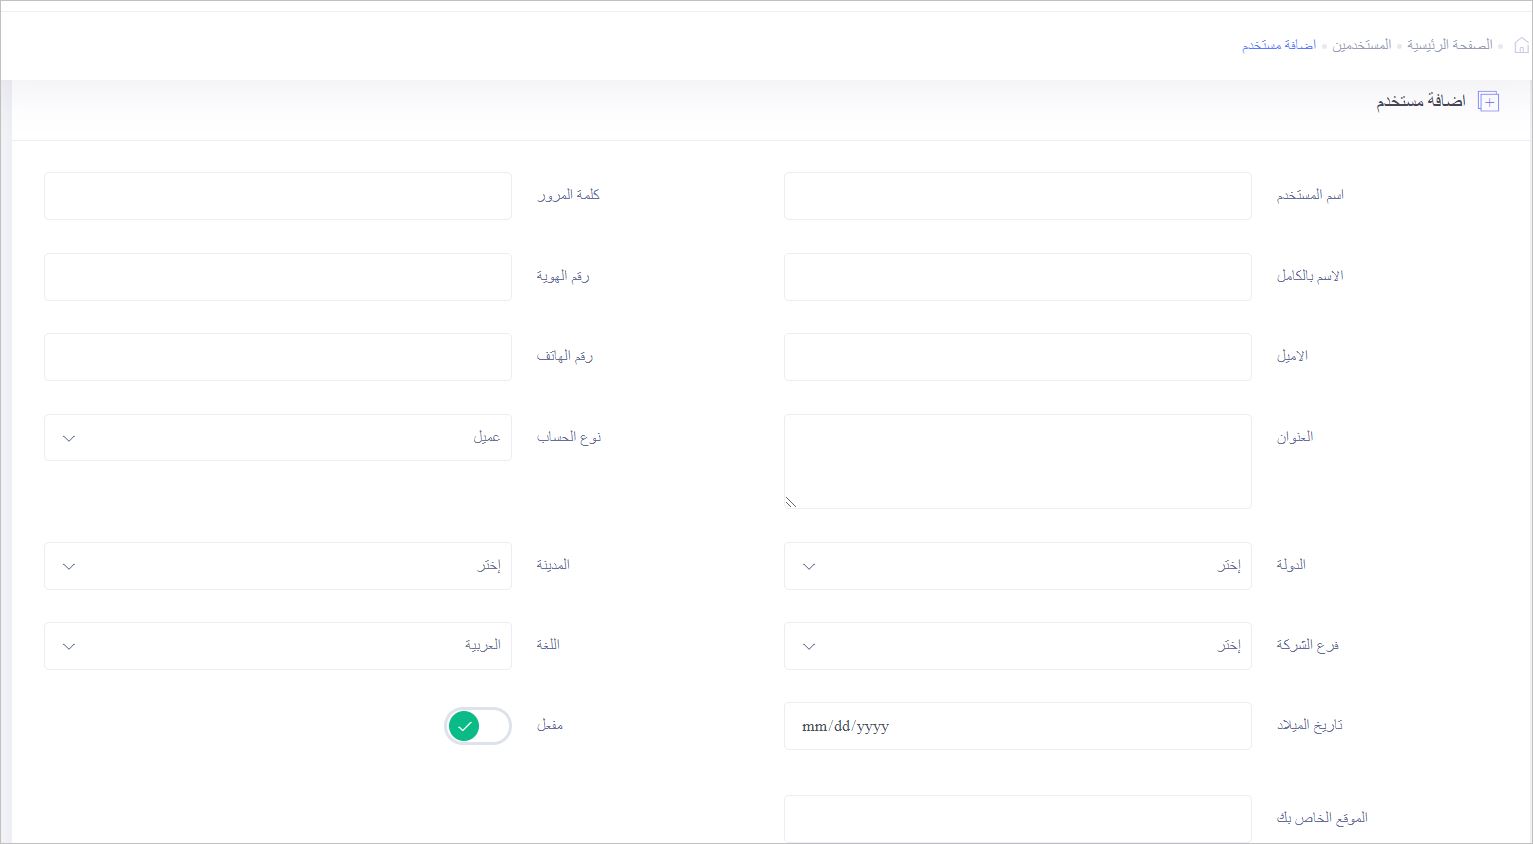 الصفحة الرئيسية • المستخدمين • اضافة مستخدم
اضافة مستخدم
اسم المستخدم
كلمة المرور
الاسم بالكامل
رقم الهوية
الاميل
رقم الهاتف
العنوان
نوع الحساب
عميل
الدولة
إختر
المدينة
إختر
فرع الشركة
إختر
اللغة
العربية
تاريخ الميلاد
mm/dd/yyyy
مفعل
الموقع الخاص بك